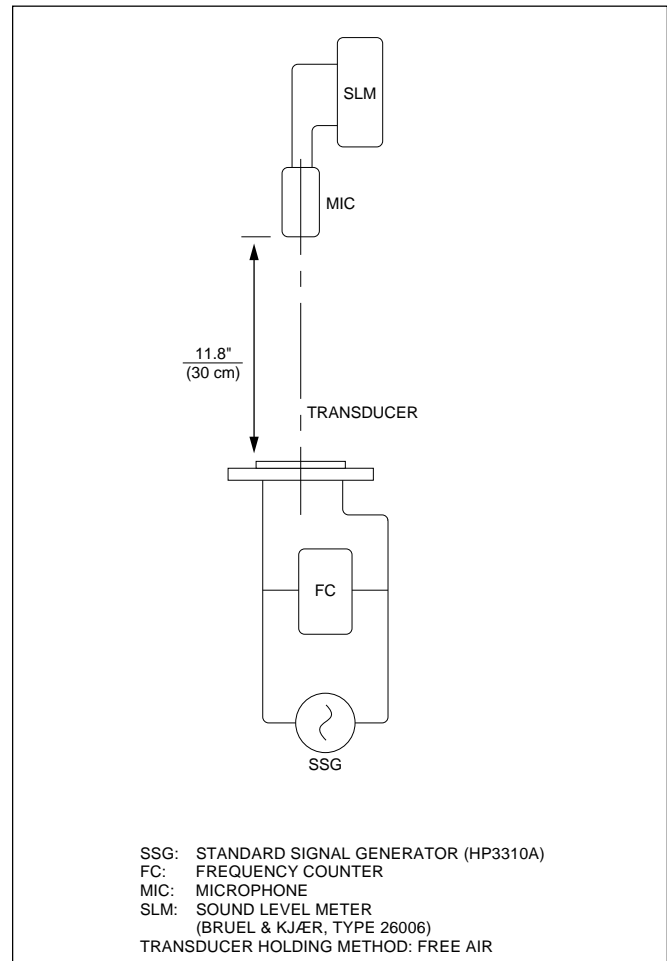 SLM
MIC
11.8"
(30 cm)
TRANSDUCER
FC
SSG
SSG: STANDARD SIGNAL GENERATOR (HP3310A)
FC: FREQUENCY COUNTER
MIC: MICROPHONE
SLM: SOUND LEVEL METER
(BRUEL & KJÆR, TYPE 26006)
TRANSDUCER HOLDING METHOD: FREE AIR